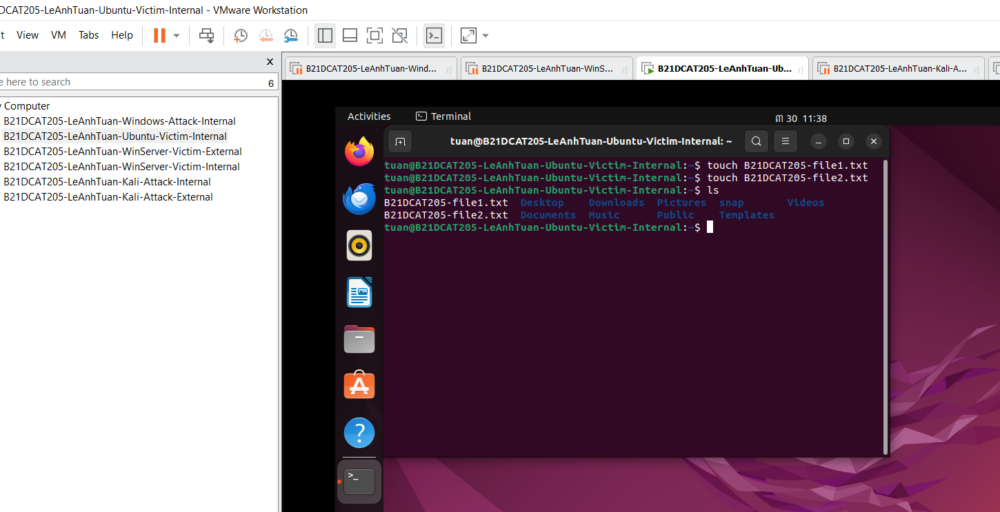 DCAT205-LeAnhTuan-Ubuntu-Victim-Internal - VMware Workstation
t View VM Tabs Help
x
e here to search
6
y Computer
B21DCAT205-LeAnhTuan-Windows-Attack-Internal
B21DCAT205-LeAnhTuan-Ubuntu-Victim-Internal
B21DCAT205-LeAnhTuan-WinServer-Victim-External
B21DCAT205-LeAnhTuan-WinServer-Victim-Internal
B21DCAT205-LeAnhTuan-Kali-Attack-Internal
B21DCAT205-LeAnhTuan-Kali-Attack-External
B21DCAT205-LeAnhTuan-Wind... B21DCAT205-LeAnhTuan-WinS... B21DCAT205-LeAnhTuan-Ub... B21DCAT205-LeAnhTuan-Kali-A...
Activities Terminal 30 11:38
tuan@B21DCAT205-LeAnhTuan-Ubuntu-Victim-Internal: ~
tuan@B21DCAT205-LeAnhTuan-Ubuntu-Victim-Internal:~$ touch B21DCAT205-file1.txt
tuan@B21DCAT205-LeAnhTuan-Ubuntu-Victim-Internal:~$ touch B21DCAT205-file2.txt
tuan@B21DCAT205-LeAnhTuan-Ubuntu-Victim-Internal:~$ ls
B21DCAT205-file1.txt Desktop Downloads Pictures snap Videos
B21DCAT205-file2.txt Documents Music Public Templates
tuan@B21DCAT205-LeAnhTuan-Ubuntu-Victim-Internal:~$